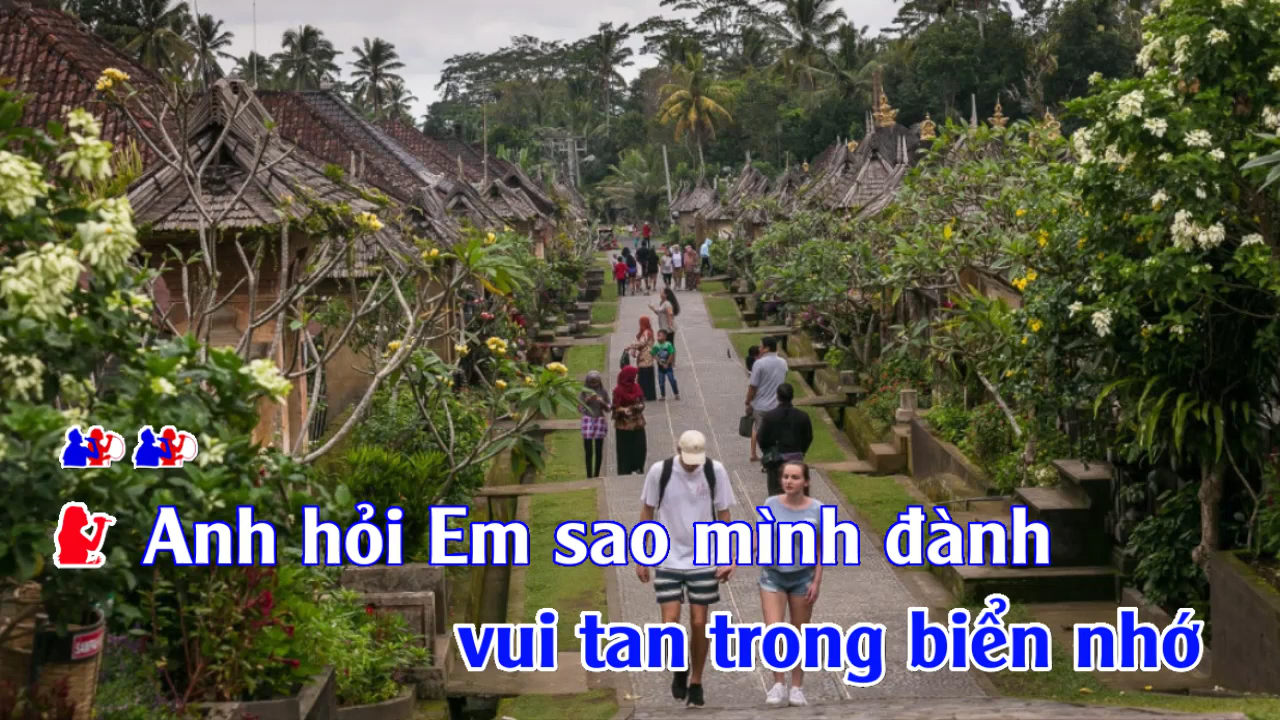 Anh hỏi Em sao mình đành
vui tan trong biển nhớ